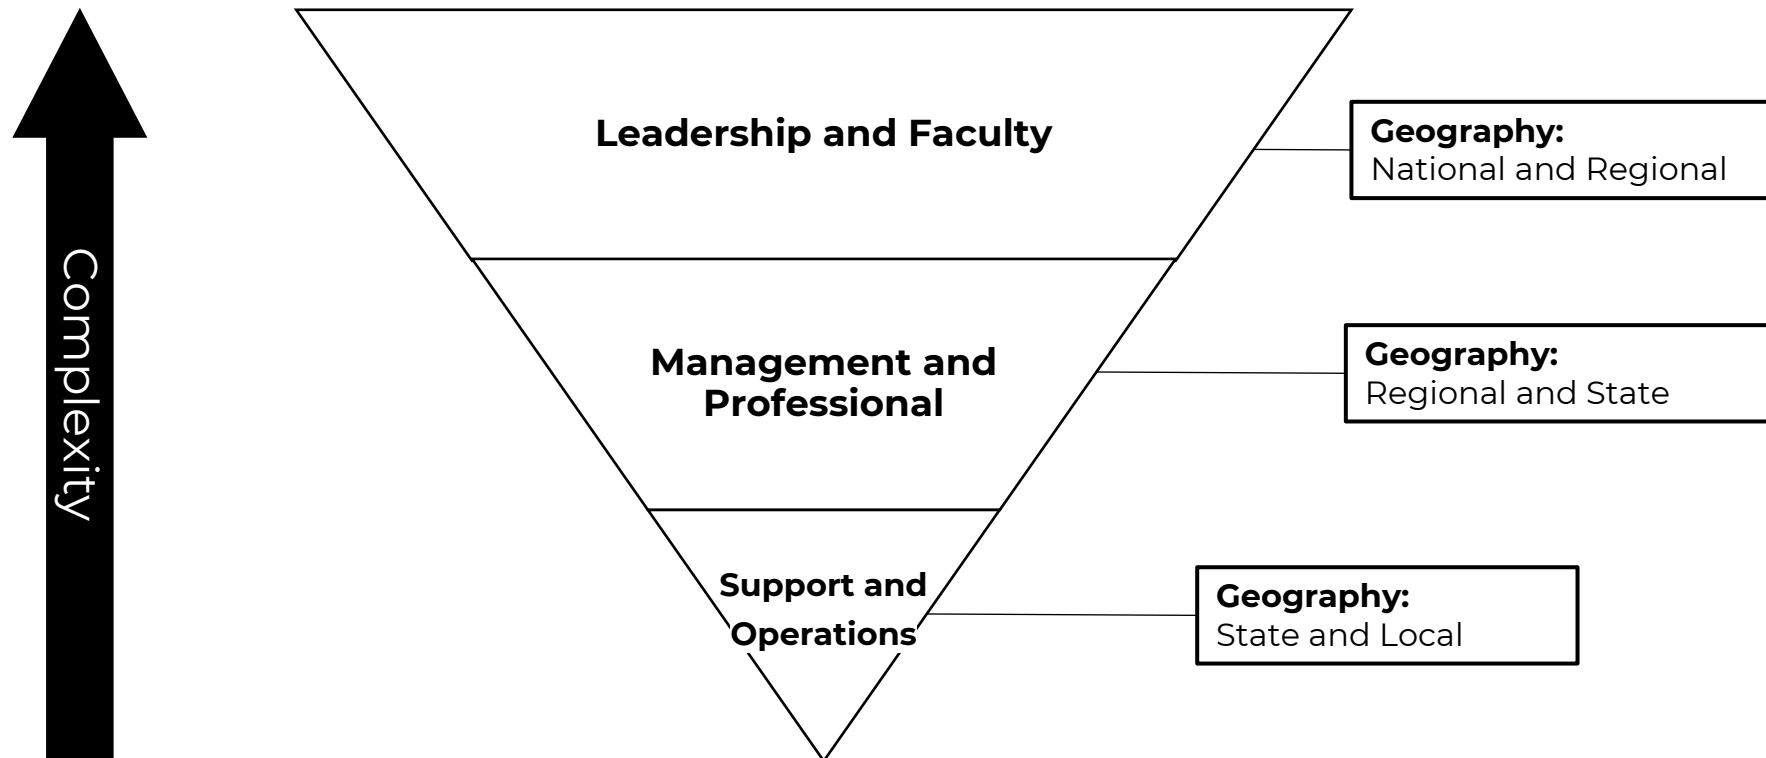 Complexity
Leadership and Faculty
Geography:
National and Regional
Management and
Professional
Geography:
Regional and State
Support and
Operations
Geography:
State and Local